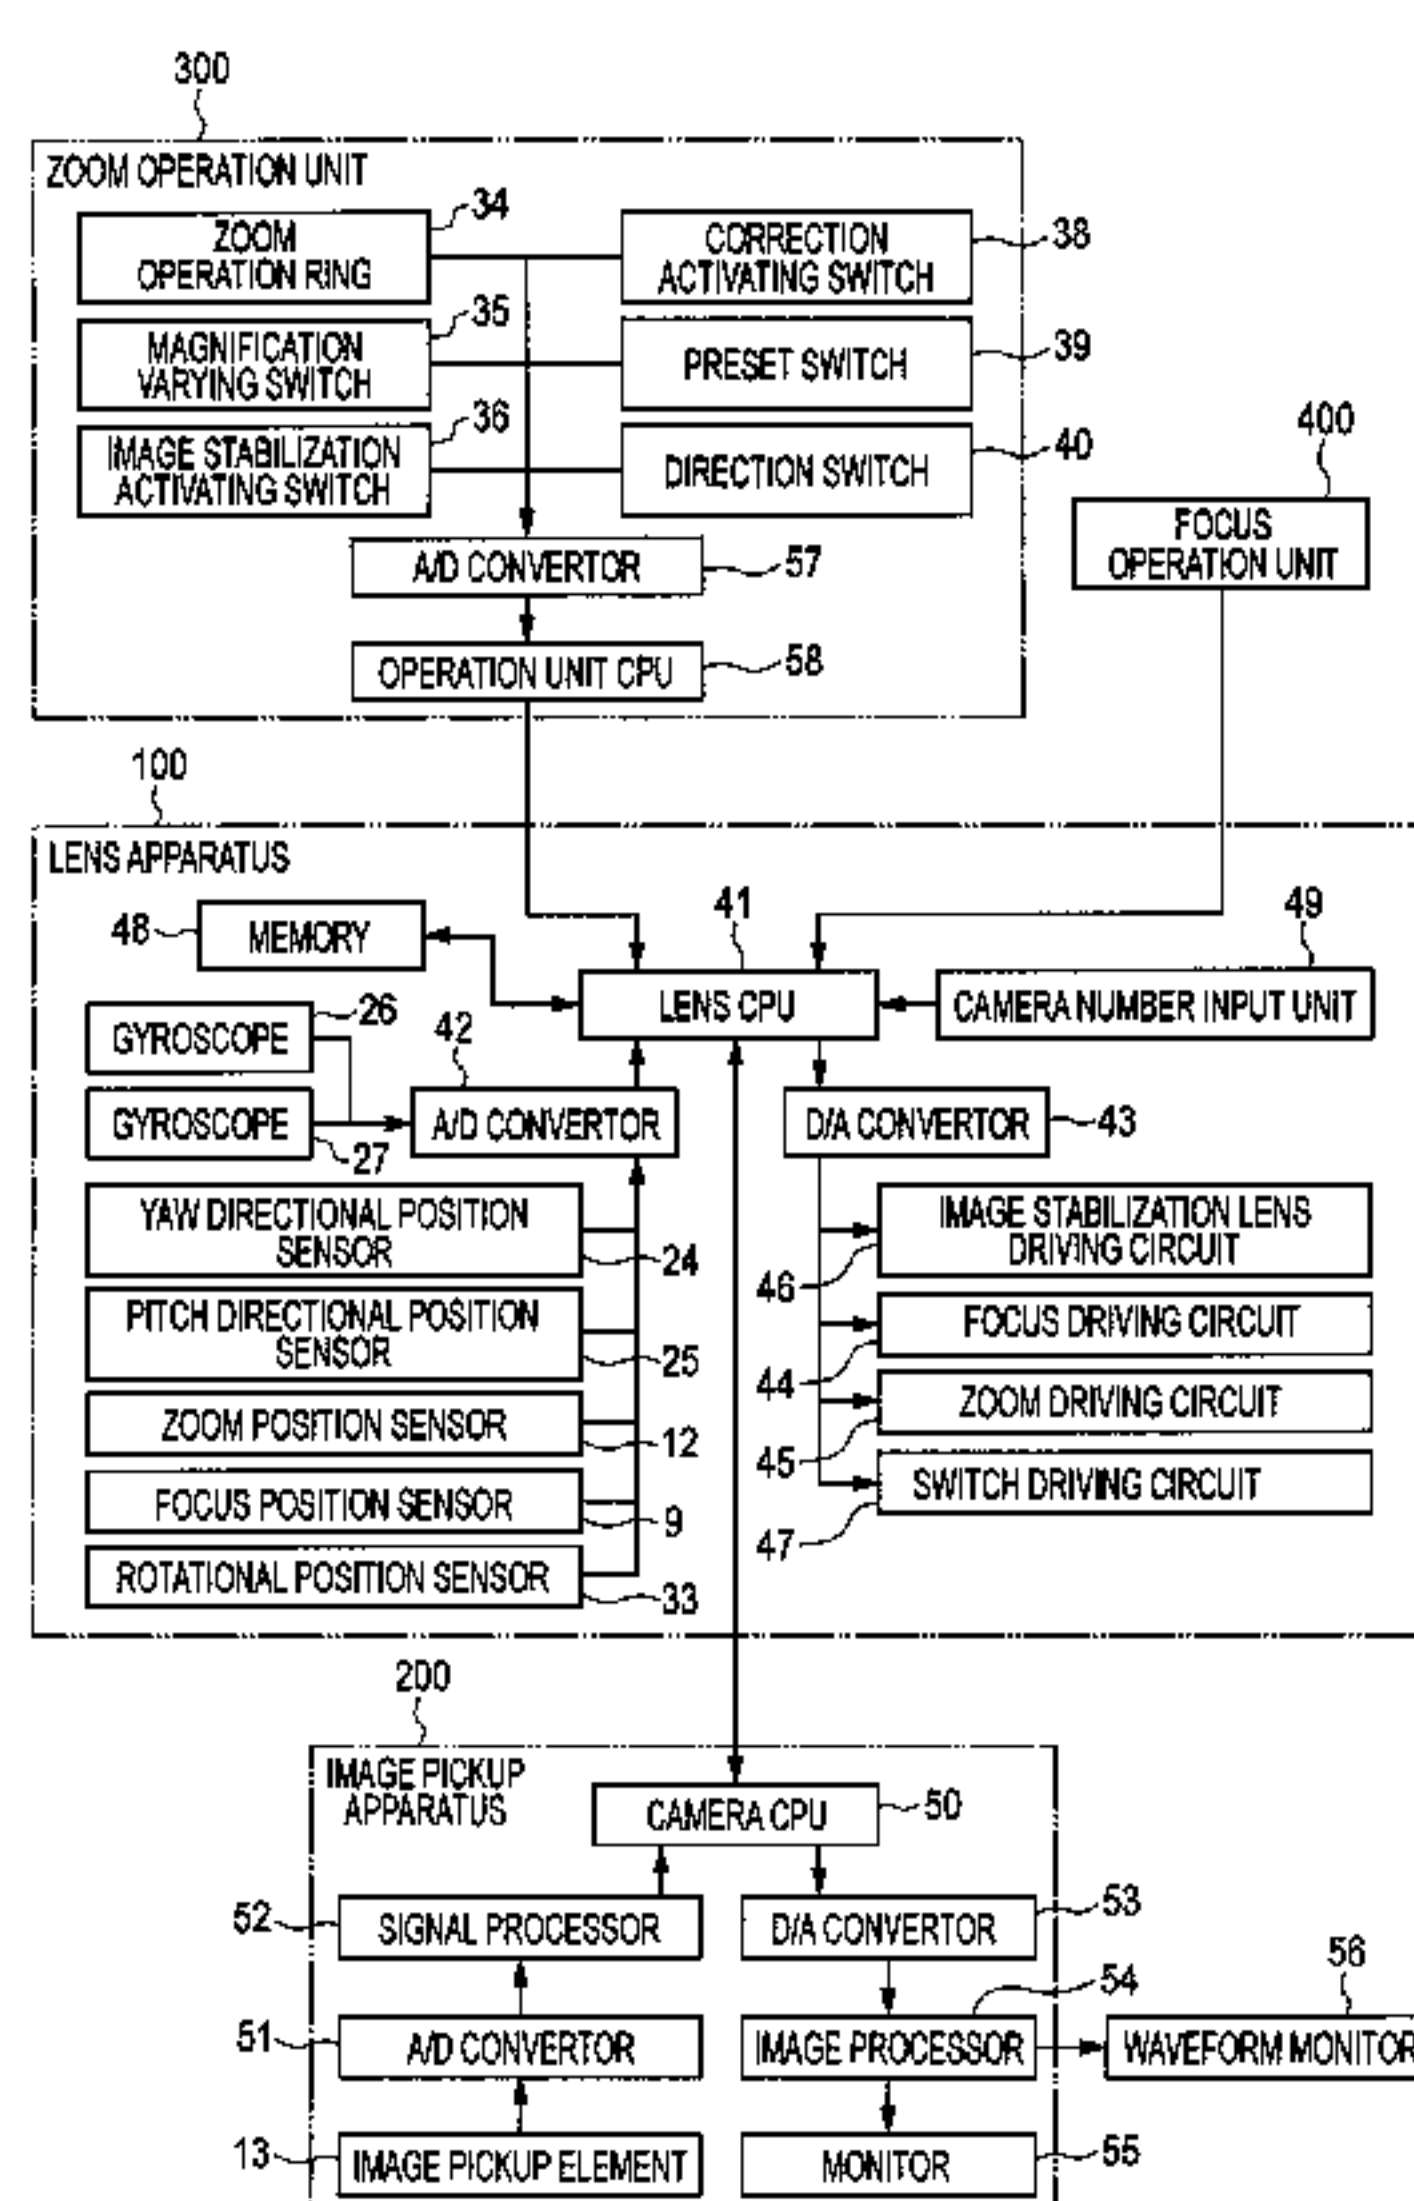 300
ZOOM OPERATION UNIT
ZOOM
OPERATION RING
34
CORRECTION
ACTIVATING SWITCH
38
MAGNIFICATION
VARYING SWITCH
35
PRESET SWITCH
39
IMAGE STABILIZATION
ACTIVATING SWITCH
36
DIRECTION SWITCH
40
A/D CONVERTOR
57
OPERATION UNIT CPU
58
400
FOCUS
OPERATION UNIT
100
LENS APPARATUS
48
MEMORY
41
LENS CPU
49
CAMERA NUMBER INPUT UNIT
GYROSCOPE
26
GYROSCOPE
27
42
A/D CONVERTOR
D/A CONVERTOR
43
YAW DIRECTIONAL POSITION
SENSOR
24
PITCH DIRECTIONAL POSITION
SENSOR
25
ZOOM POSITION SENSOR
12
FOCUS POSITION SENSOR
9
ROTATIONAL POSITION SENSOR
33
IMAGE STABILIZATION LENS
DRIVING CIRCUIT
46
FOCUS DRIVING CIRCUIT
44
ZOOM DRIVING CIRCUIT
45
SWITCH DRIVING CIRCUIT
47
200
IMAGE PICKUP
APPARATUS
CAMERA CPU
50
52
SIGNAL PROCESSOR
D/A CONVERTOR
53
51
A/D CONVERTOR
IMAGE PROCESSOR
54
56
WAVEFORM MONITOR
13
IMAGE PICKUP ELEMENT
MONITOR
55